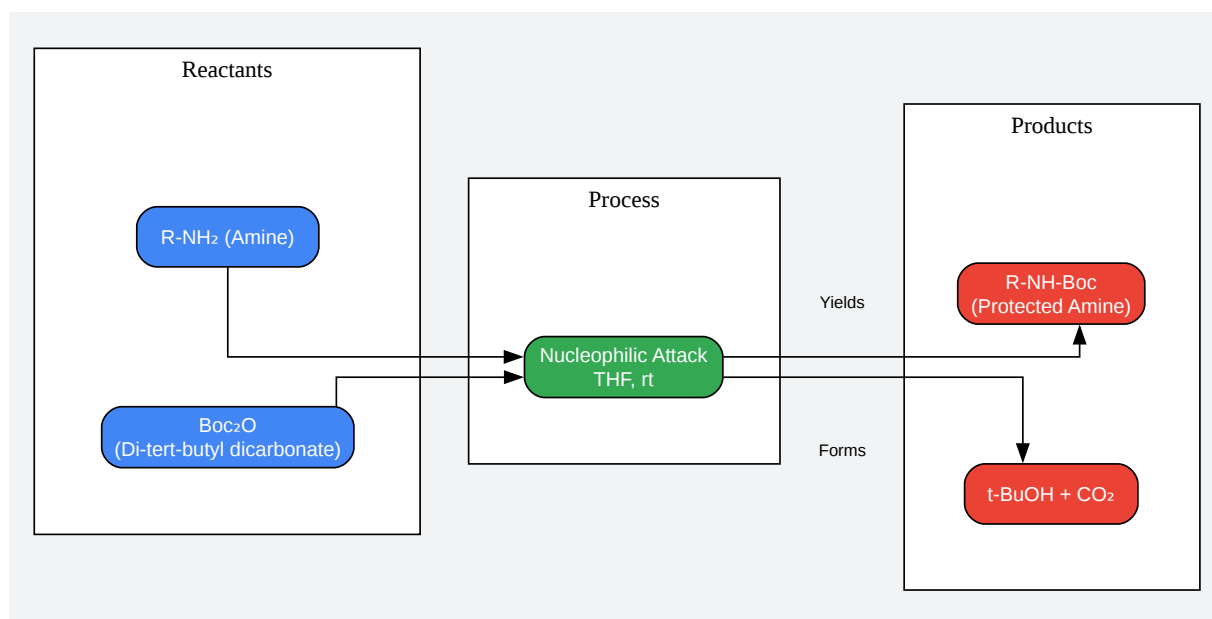 Reactants
R-NH₂ (Amine)
Boc₂O
(Di-tert-butyl dicarbonate)
Process
Nucleophilic Attack
THF, rt
Yields
Forms
Products
R-NH-Boc
(Protected Amine)
t-BuOH + CO₂